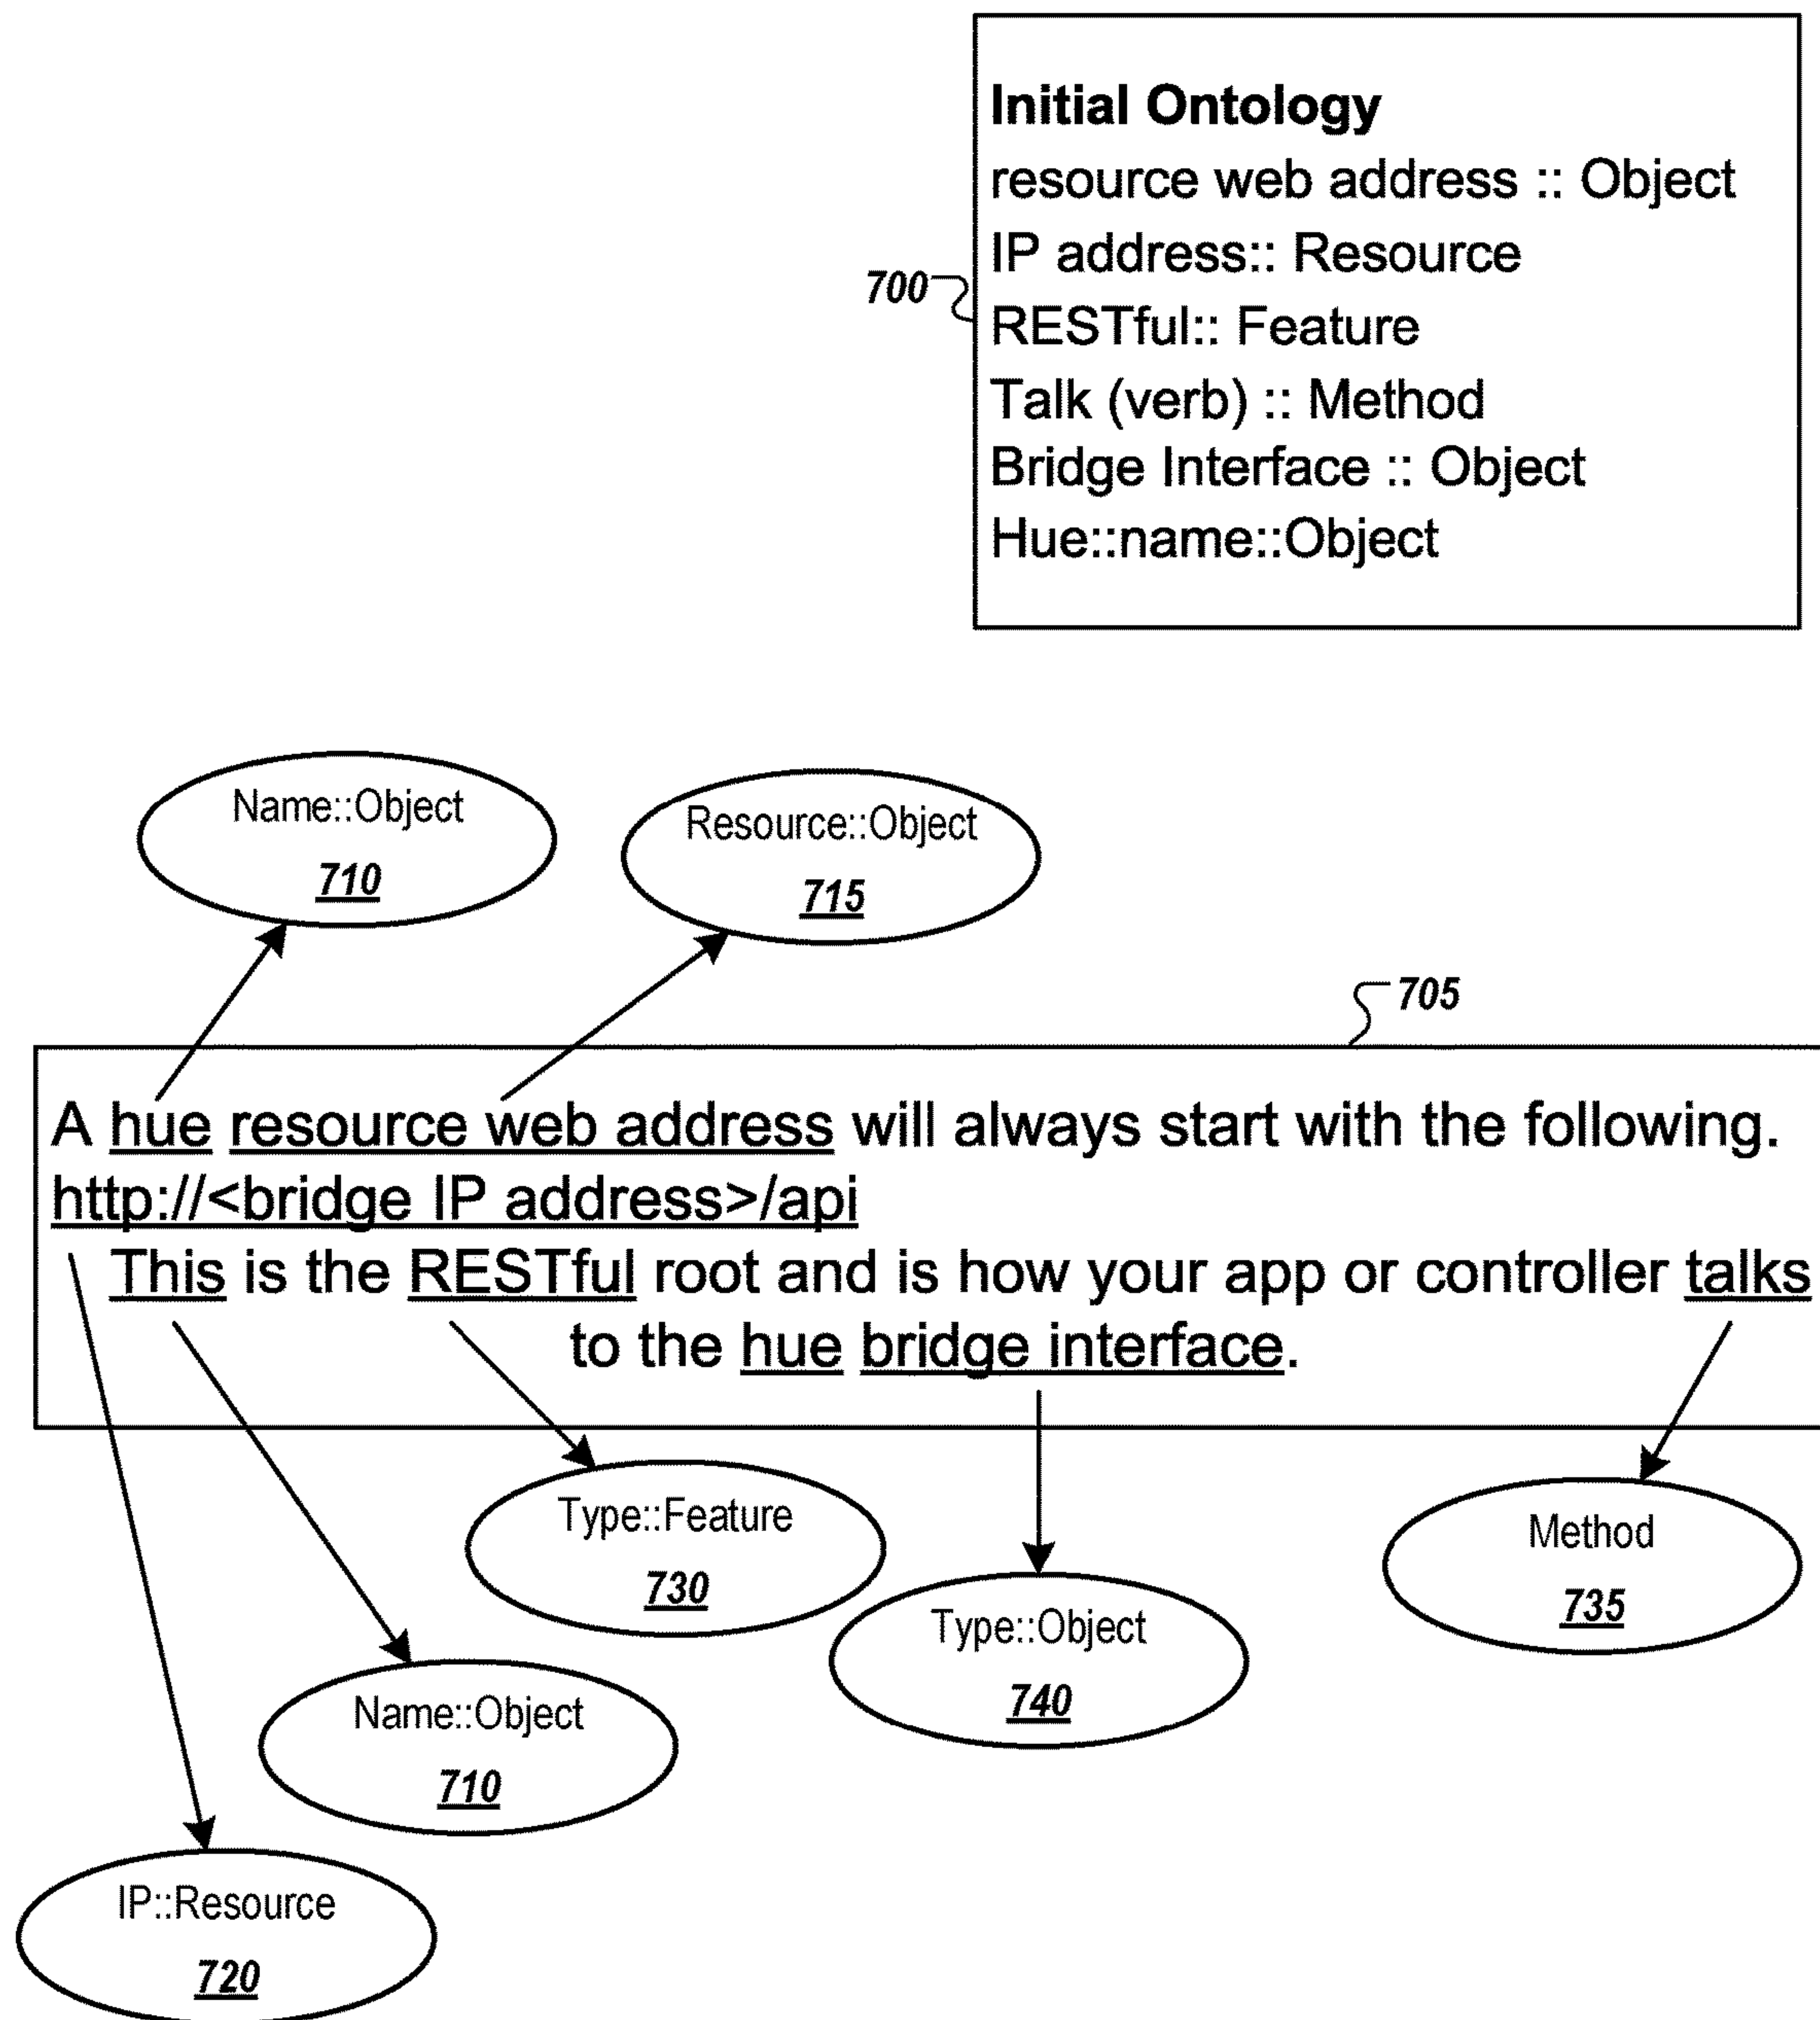 Initial Ontology
resource web address :: Object
IP address:: Resource
700
RESTful:: Feature
Talk (verb) :: Method
Bridge Interface :: Object
Hue::name::Object
Name::Object
710
Resource::Object
715
705
A hue resource web address will always start with the following.
http://<bridge IP address>/api
This is the RESTful root and is how your app or controller talks
to the hue bridge interface.
Type::Feature
730
Method
735
Type::Object
740
Name::Object
710
IP::Resource
720